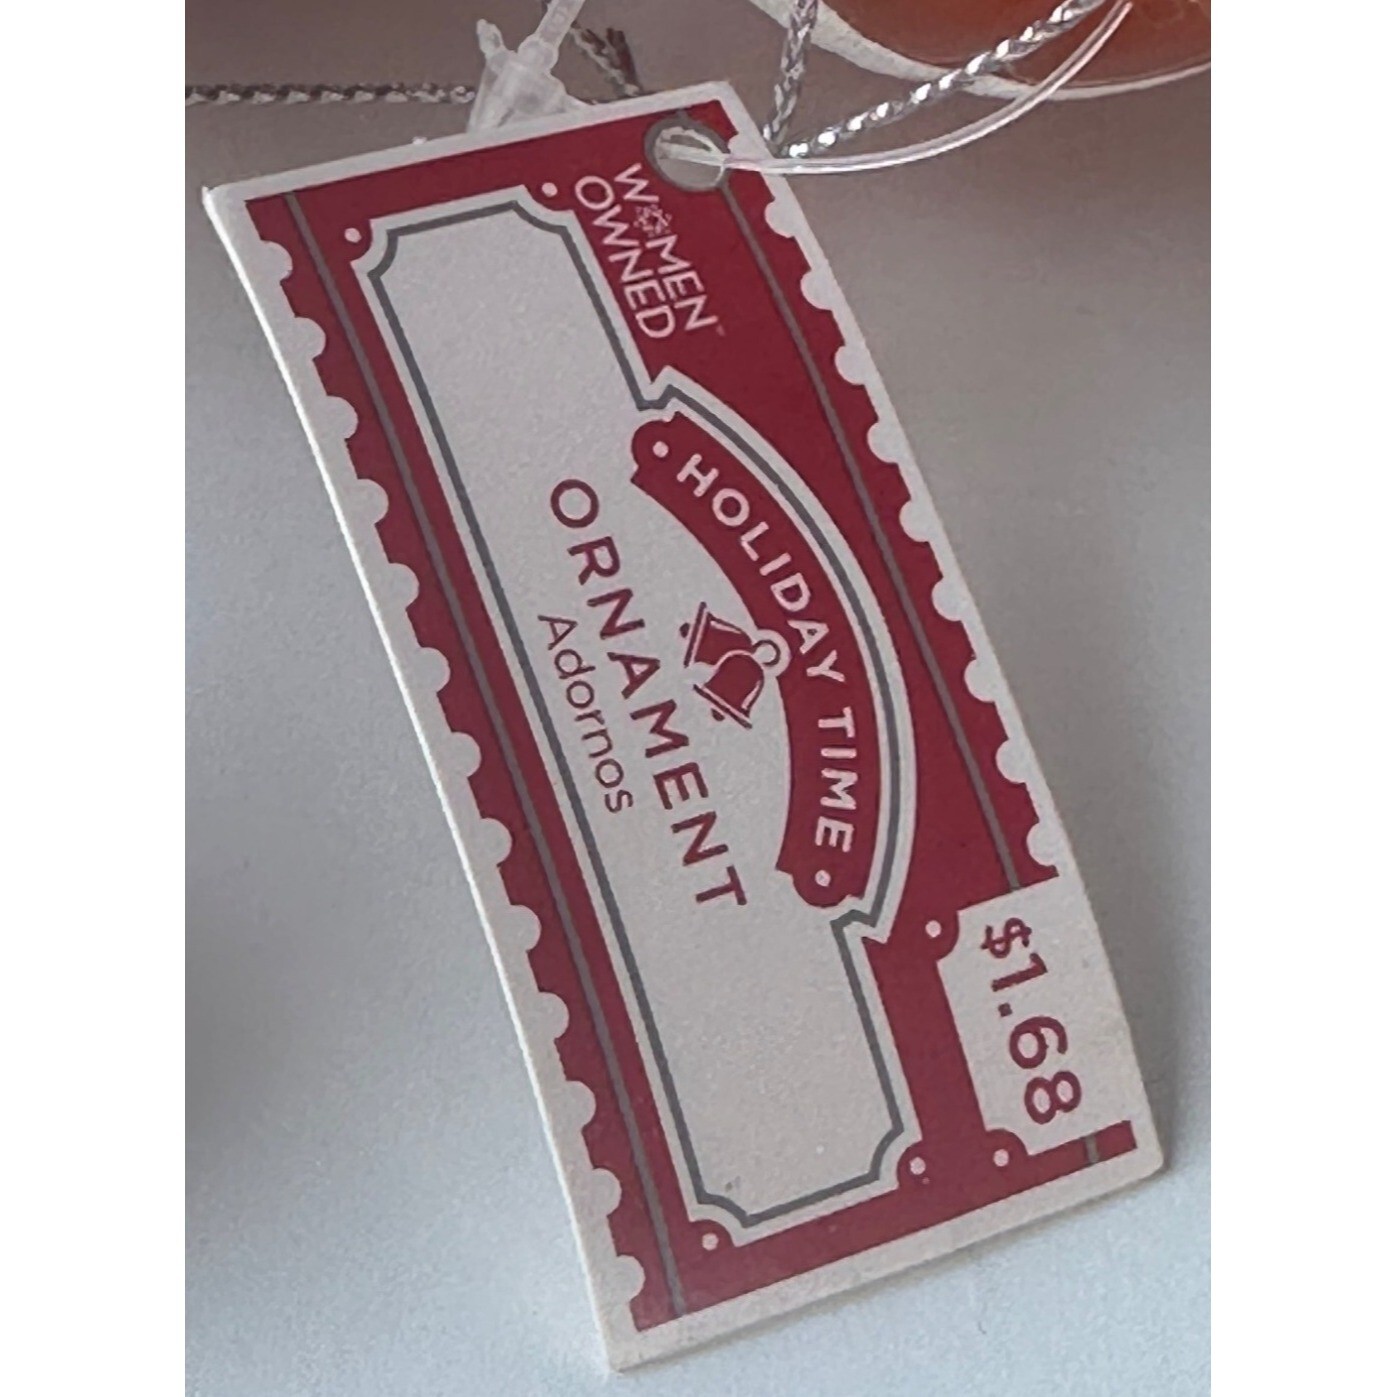 WOMEN
OWNED
HOLIDAY TIME
ORNAMENT
Adornos
$1.68